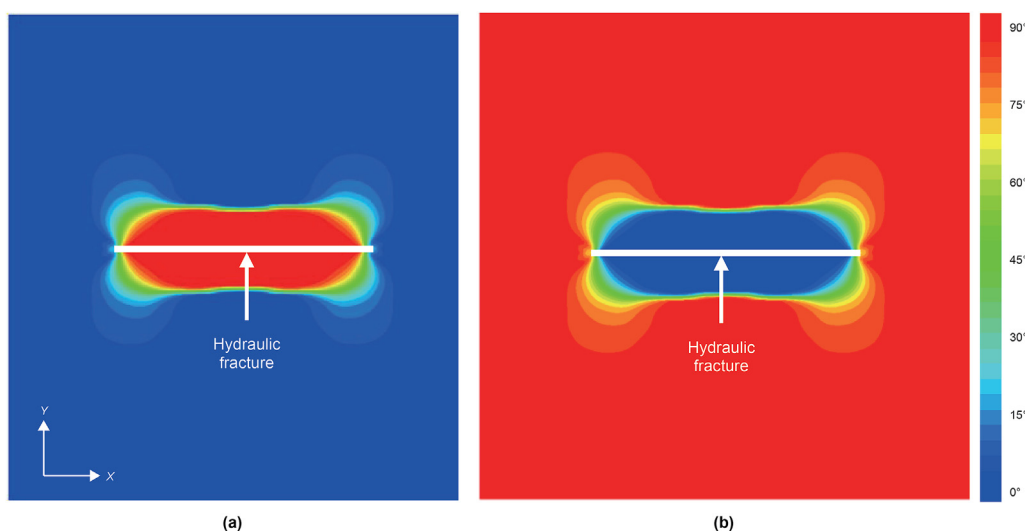 Hydraulic
fracture
Y
X
(a)
Hydraulic
fracture
(b)
90°
75°
60°
45°
30°
15°
0°